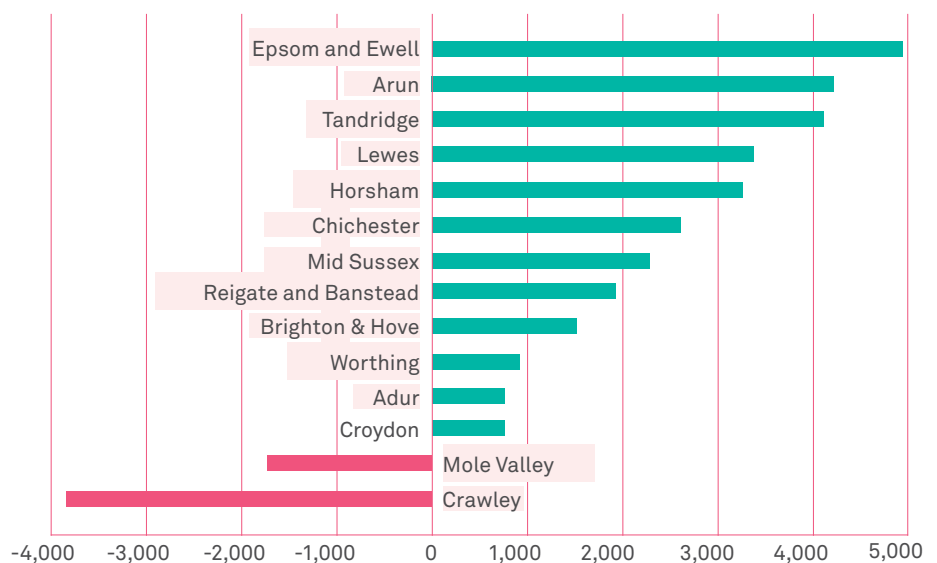 Epsom and Ewell
Arun
Tandridge
Lewes
Horsham
Chichester
Mid Sussex
Reigate and Banstead
Brighton & Hove
Worthing
Adur
Croydon
Mole Valley
Crawley
-4,000 -3,000 -2,000 -1,000 0 1,000 2,000 3,000 4,000 5,000